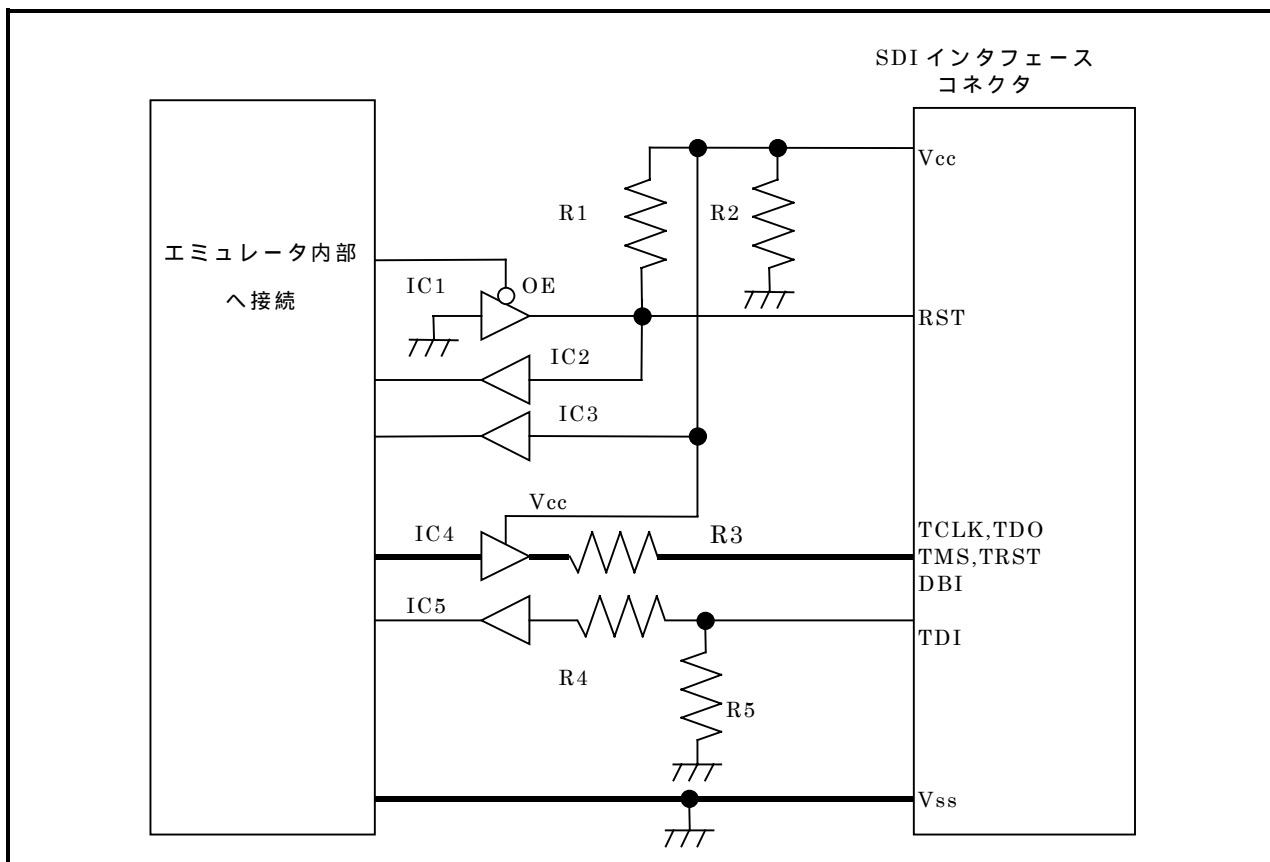 SDI インタフェース
コネクタ
Vcc
R1
R2
エミュレータ内部
へ接続
IC1
OE
RST
IC2
IC3
Vcc
IC4
R3
TCLK,TDO
TMS,TRST
DBI
IC5
TDI
R4
R5
Vss